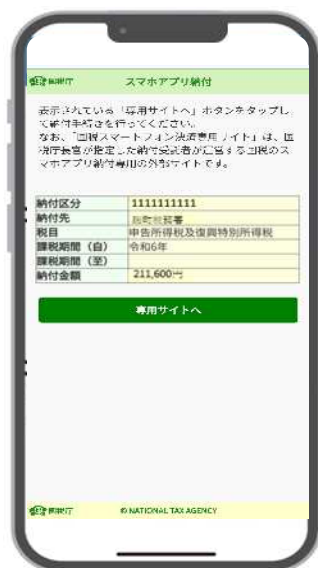 国税庁 スマホアプリ納付
表示されている「専用サイトへ」ボタンをタップし
て納付手続きを行ってください。
なお、「国税スマートフォン決済専用サイト」は、国
税庁長官が指定した納付受託者が運営する国税のス
マホアプリ納付専用の外部サイトです。
納付区分 1111111111
納付先 麹町税務署
税目 申告所得税及復興特別所得税
課税期間（自） 令和6年
課税期間（至）
納付金額 211,600円
専用サイトへ
国税庁 © NATIONAL TAX AGENCY